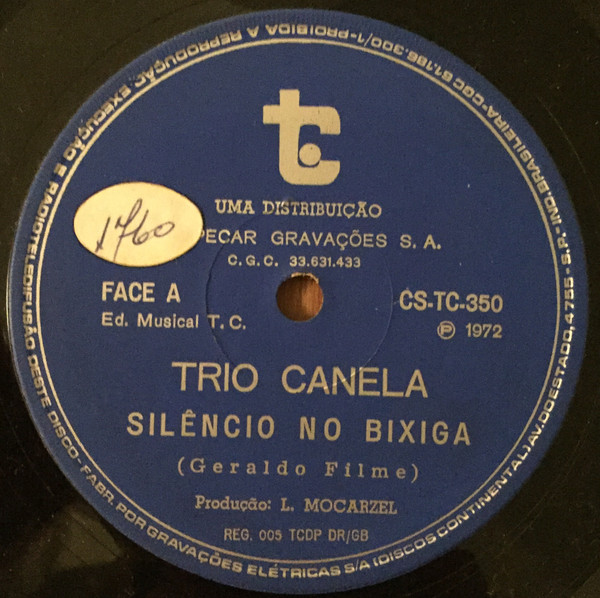 tc
UMA DISTRIBUIÇÃO
PECAR GRAVAÇÕES S. A.
C. G. C. 33.631.433
1760
FACE A
CS-TC-350
Ed. Musical T. C.
℗ 1972
TRIO CANELA
SILÊNCIO NO BIXIGA
(Geraldo Filme)
Produção: L. MOCARZEL
REG. 005 TCDP DR/GB
FABR. POR GRAVAÇÕES ELÉTRICAS S/A (DISCOS CONTINENTAL) AV. DO ESTADO, 4755 - S.P. - IND. BRASILEIRA - CGC 61.186.300/1 - PROIBIDA A REPRODUÇÃO, EXECUÇÃO E RADIOTELEDIFUSÃO DESTE DISCO -